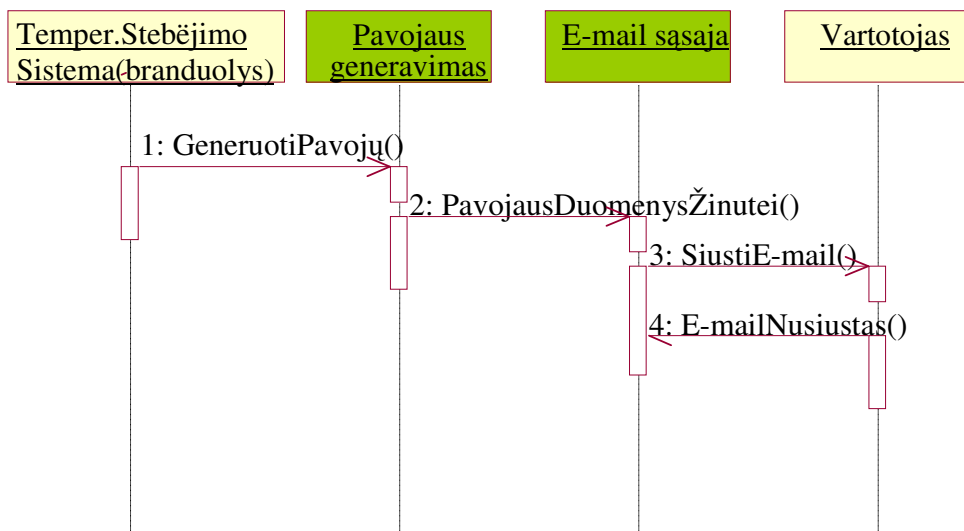 Temper.Stebëjimo
Sistema(branduolys)
Pavojaus
generavimas
E-mail sąsaja
Vartotojas
1: GeneruotiPavojų()
2: PavojausDuomenysŽinutei()
3: SiustiE-mail()
4: E-mailNusiustas()